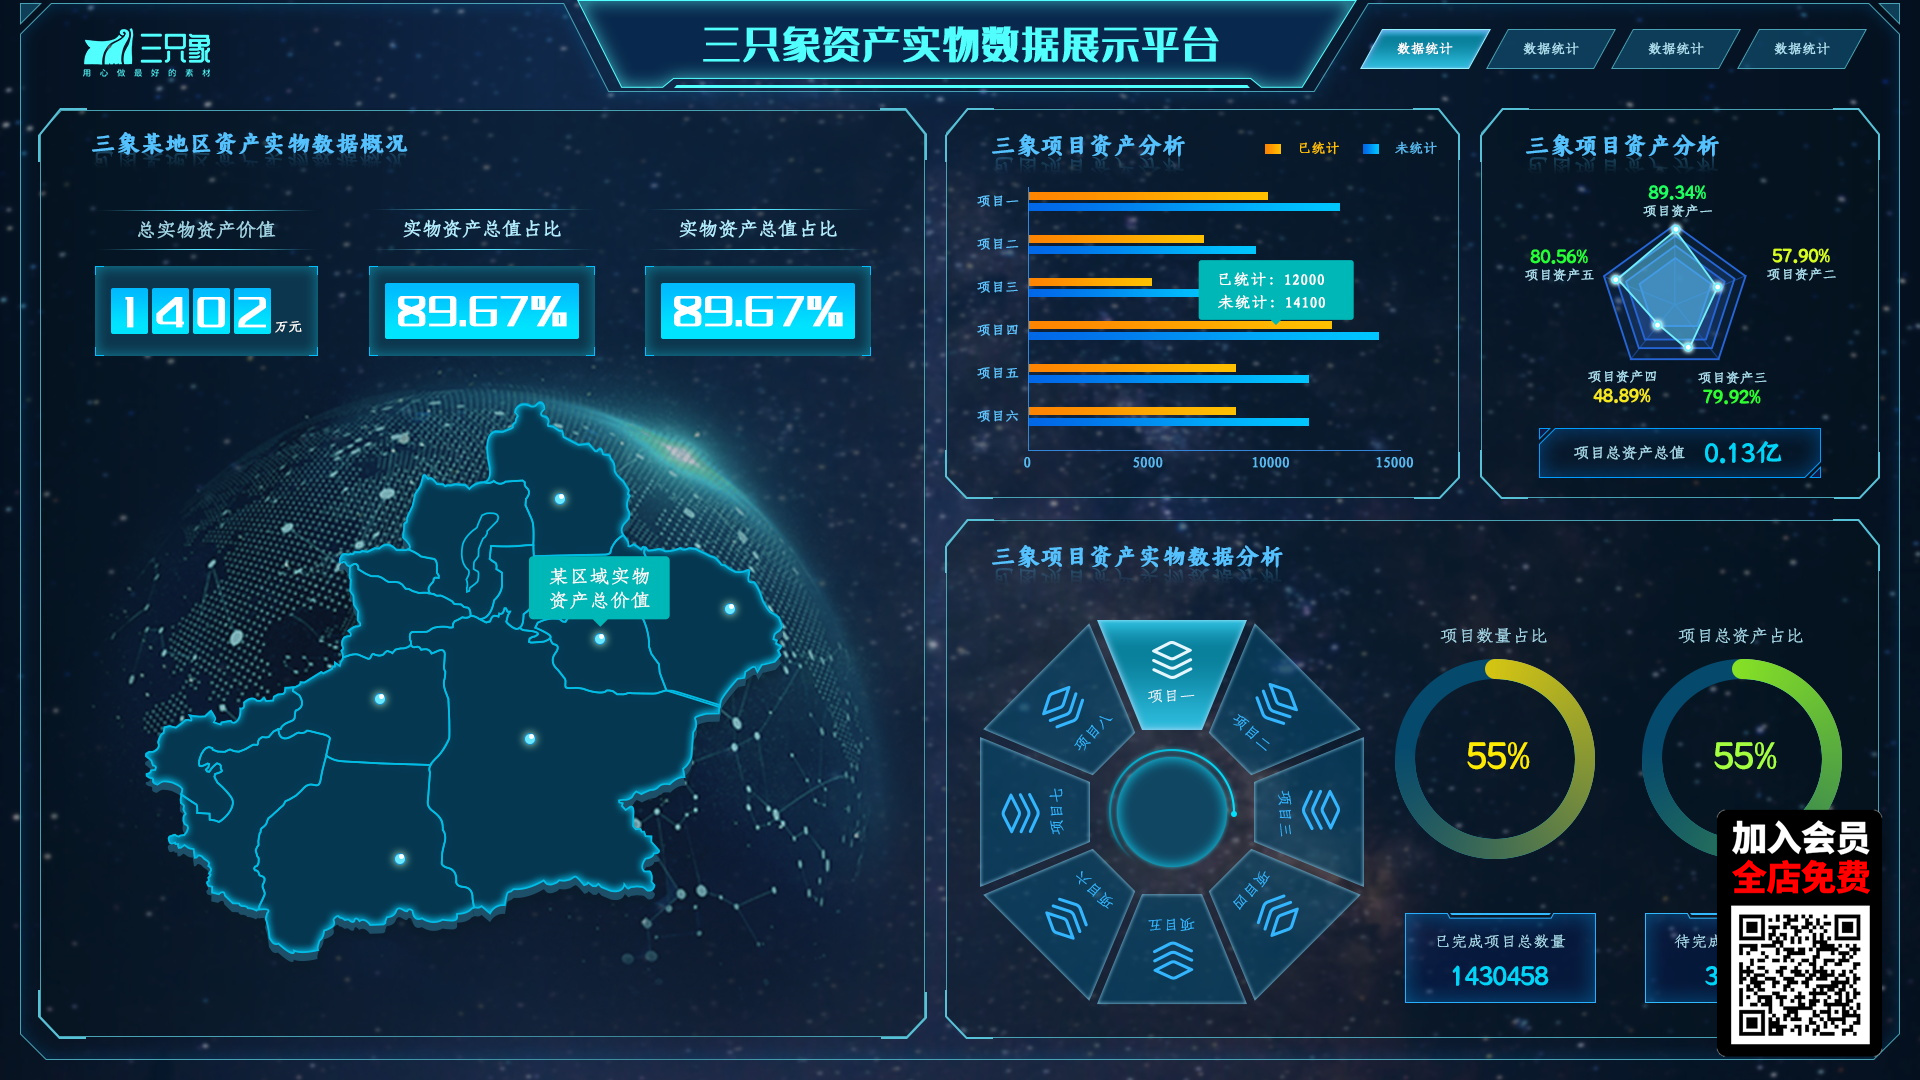 三只象
用心做最好的素材
三只象资产实物数据展示平台
数据统计
数据统计
数据统计
数据统计
三象某地区资产实物数据概况
总实物资产价值
1402
万元
实物资产总值占比
89.67%
实物资产总值占比
89.67%
某区域实物
资产总价值
三象项目资产分析
已统计
未统计
项目一
项目二
项目三
项目四
项目五
项目六
已统计：12000
未统计：14100
0
5000
10000
15000
三象项目资产分析
89.34%
项目资产一
57.90%
项目资产二
80.56%
项目资产五
项目资产四
48.89%
项目资产三
79.92%
项目总资产总值
0.13亿
三象项目资产实物数据分析
项目一
项目二
项目三
项目四
项目五
项目六
项目七
项目八
项目数量占比
55%
项目总资产占比
55%
已完成项目总数量
1430458
待完成
3
加入会员
全店免费